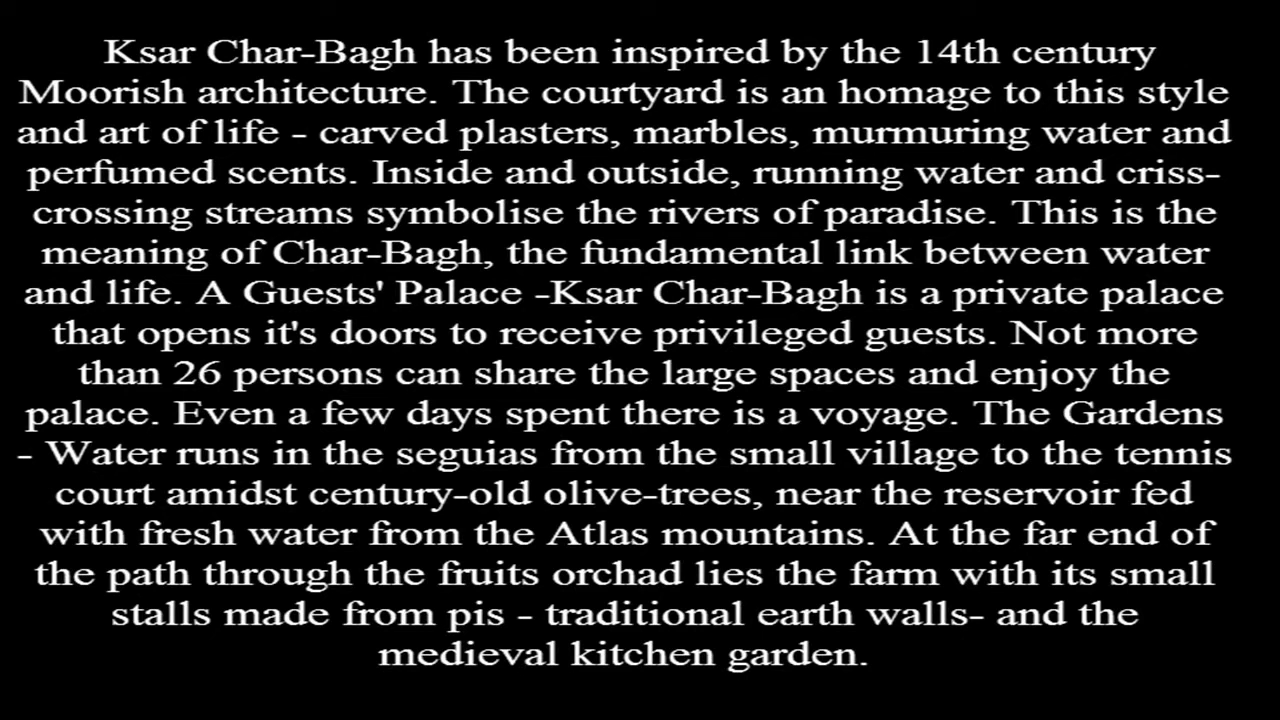 Ksar Char-Bagh has been inspired by the 14th century
Moorish architecture. The courtyard is an homage to this style
and art of life - carved plasters, marbles, murmuring water and
perfumed scents. Inside and outside, running water and criss-
crossing streams symbolise the rivers of paradise. This is the
meaning of Char-Bagh, the fundamental link between water
and life. A Guests' Palace -Ksar Char-Bagh is a private palace
that opens it's doors to receive privileged guests. Not more
than 26 persons can share the large spaces and enjoy the
palace. Even a few days spent there is a voyage. The Gardens
- Water runs in the seguias from the small village to the tennis
court amidst century-old olive-trees, near the reservoir fed
with fresh water from the Atlas mountains. At the far end of
the path through the fruits orchad lies the farm with its small
stalls made from pis - traditional earth walls- and the
medieval kitchen garden.